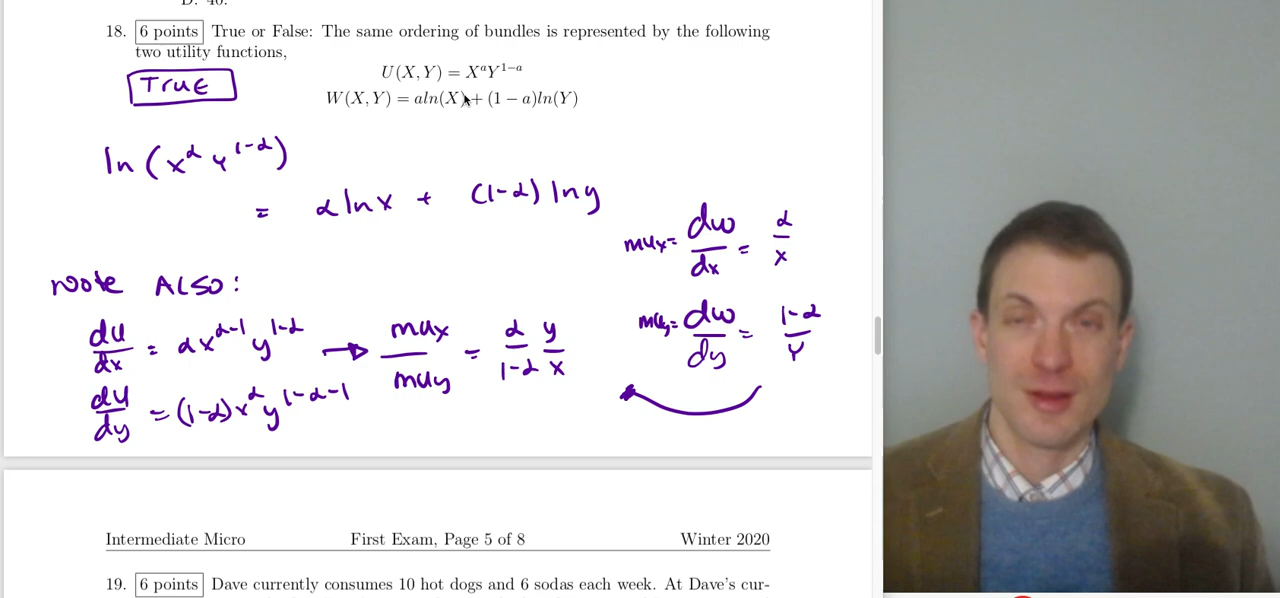 D. 40.
18. 6 points True or False: The same ordering of bundles is represented by the following
two utility functions,
U(X, Y) = X^a Y^{1−a}
W(X, Y) = aln(X) + (1 − a)ln(Y)
TruE
ln (x^α y^{1-α})
= α ln x + (1-α) ln y
mux = dw/dx = α/x
Note ALSO:
du/dx = αx^{α-1} y^{1-α} → mux/muy = α/1-α y/x
muy = dw/dy = 1-α/y
du/dy = (1-α)x^α y^{1-α-1}
Intermediate Micro First Exam, Page 5 of 8 Winter 2020
19. 6 points Dave currently consumes 10 hot dogs and 6 sodas each week. At Dave's cur-